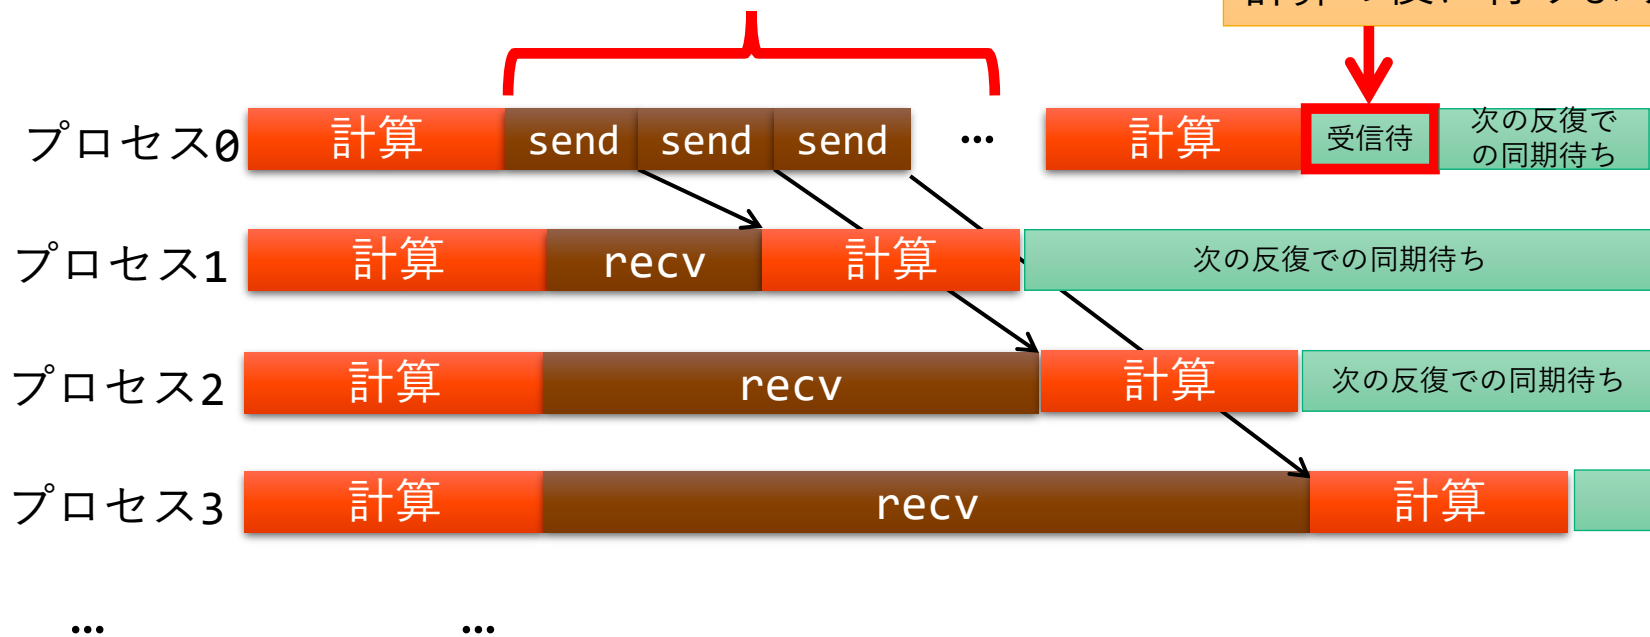 プロセス0 計算 send send send … 計算 受信待 次の反復で
の同期待ち
プロセス1 計算 recv 計算 次の反復での同期待ち
プロセス2 計算 recv 計算 次の反復での同期待ち
プロセス3 計算 recv 計算
… …